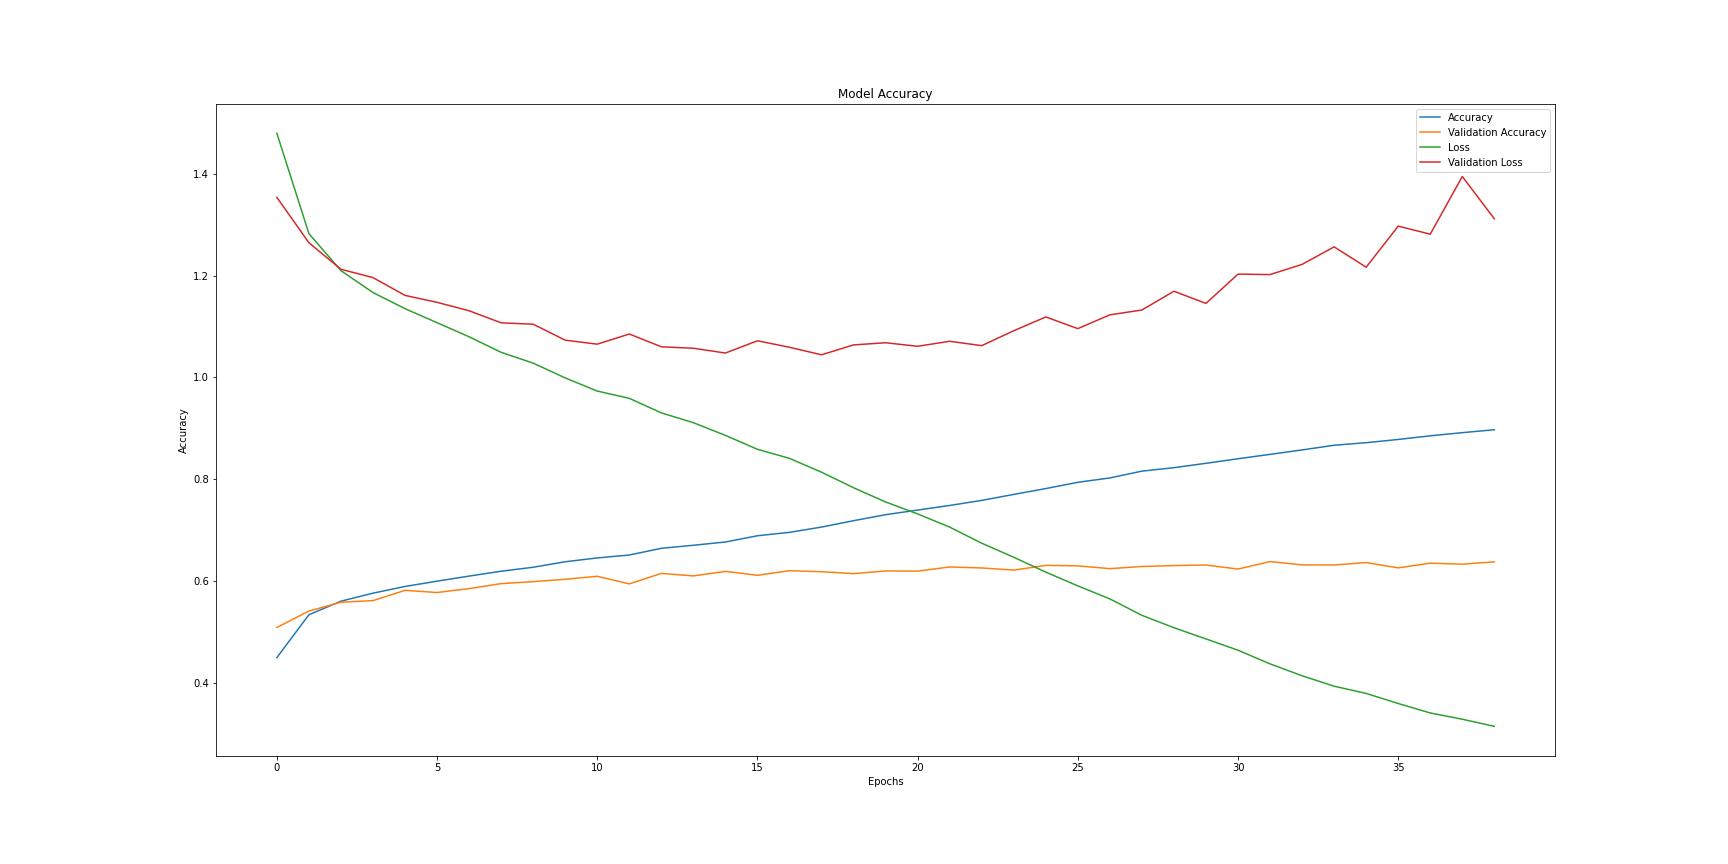 Model Accuracy
Accuracy
Validation Accuracy
Loss
Validation Loss
1.4
1.2
1.0
0.8
0.6
0.4
Accuracy
0 5 10 15 20 25 30 35
Epochs